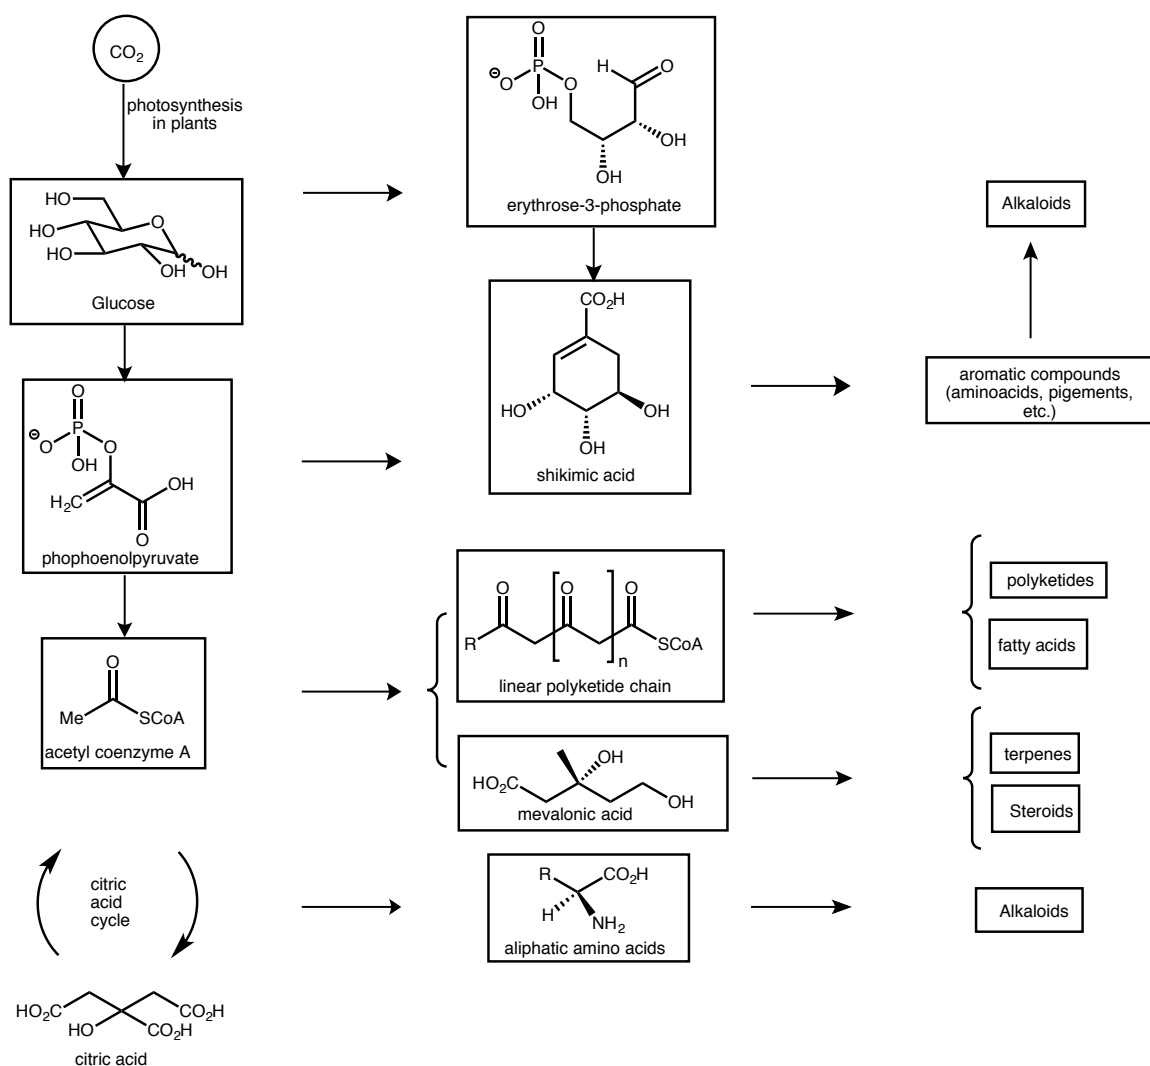 CO2
photosynthesis
in plants
HO
HO
HO
O
OH
OH
Glucose
O
P
⊖
O
OH
O
H
O
OH
OH
erythrose-3-phosphate
Alkaloids
CO2H
HO
OH
OH
shikimic acid
aromatic compounds
(aminoacids, pigements,
etc.)
O
P
⊖
O
OH
O
H2C
OH
O
phophoenolpyruvate
O
O
O
R
SCoA
n
linear polyketide chain
polyketides
fatty acids
O
Me
SCoA
acetyl coenzyme A
HO2C
OH
OH
mevalonic acid
terpenes
Steroids
citric
acid
cycle
R
CO2H
H
NH2
aliphatic amino acids
Alkaloids
HO2C
CO2H
HO
CO2H
citric acid